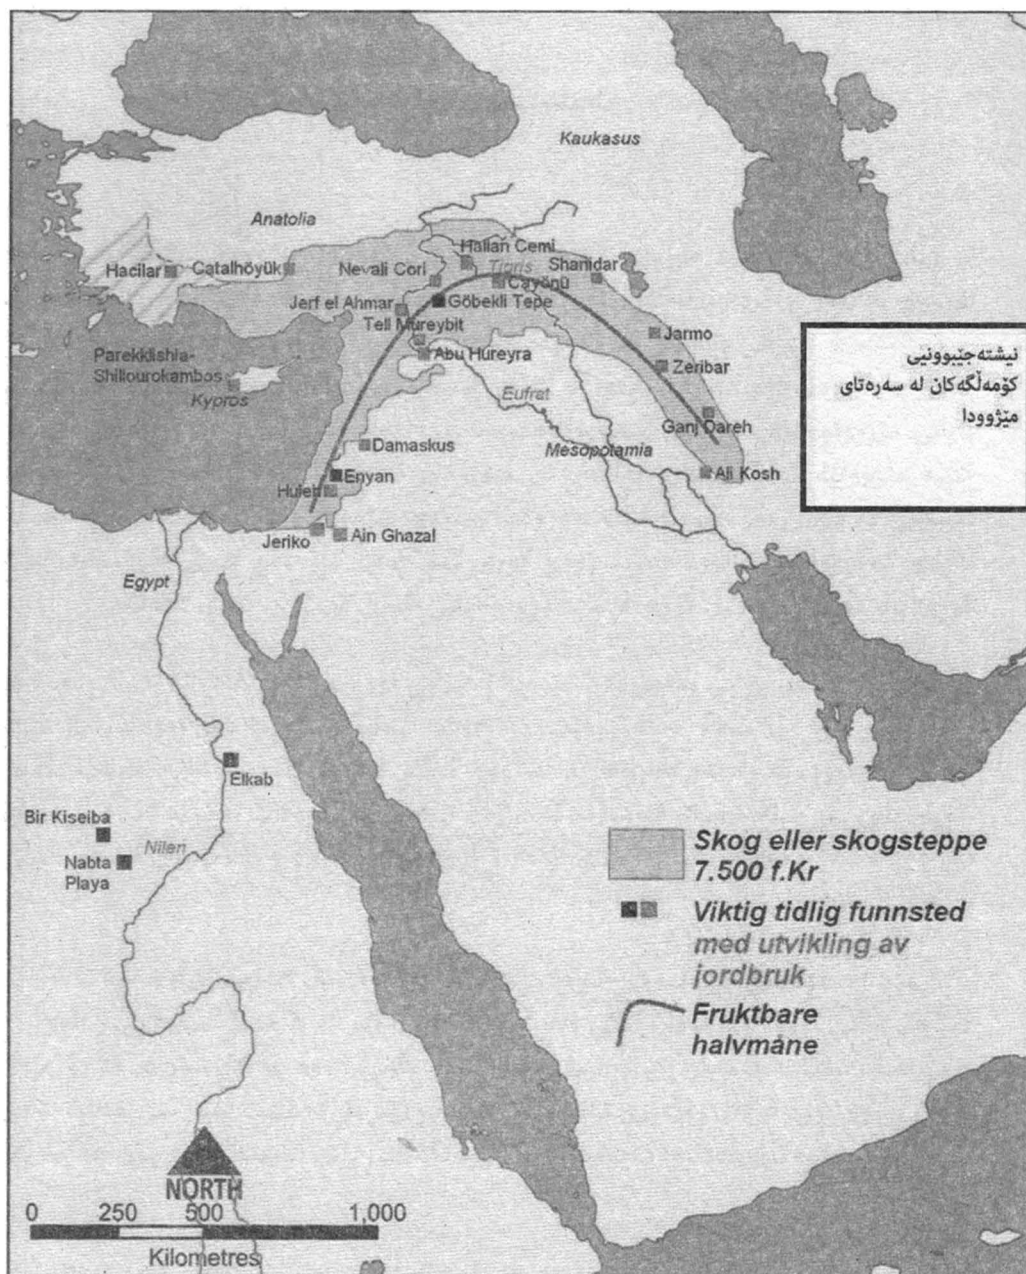 Kaukasus
Anatolia
Hallan Cemi
Tigris
Shanidar
Hacilar
Catalhöyük
Nevali Cori
Cayönü
Jerf el Ahmar
Göbekli Tepe
Tell Mureybit
Jarmo
Abu Hureyra
Zeribar
Parekklishia-
Shillourokambos
Kypros
Eufrat
Ganj Dareh
Damaskus
Mesopotamia
Enyan
Huleh
Ali Kosh
Jeriko
Ain Ghazal
نیشتەجێبوونیی
کۆمەڵگەکان لە سەرەتای
مێژوودا
Egypt
Elkab
Bir Kiseiba
Nilen
Nabta
Playa
Skog eller skogsteppe
7.500 f.Kr
Viktig tidlig funnsted
med utvikling av
jordbruk
Fruktbare
halvmåne
NORTH
0 250 500 1,000
Kilometres